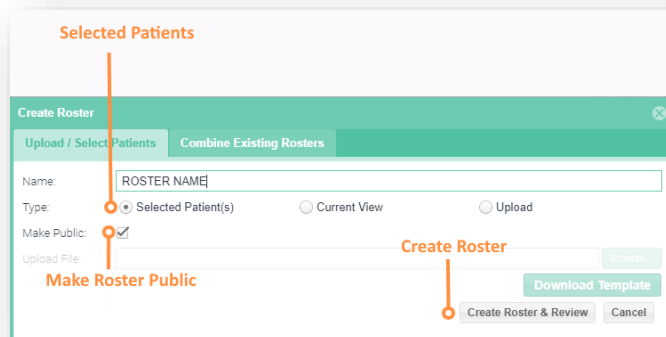 Selected Patients
Create Roster
Upload / Select Patients Combine Existing Rosters
Name: ROSTER NAME
Type: Selected Patient(s) Current View Upload
Make Public:
Create Roster
Upload File: Browse...
Make Roster Public
Download Template
Create Roster & Review Cancel